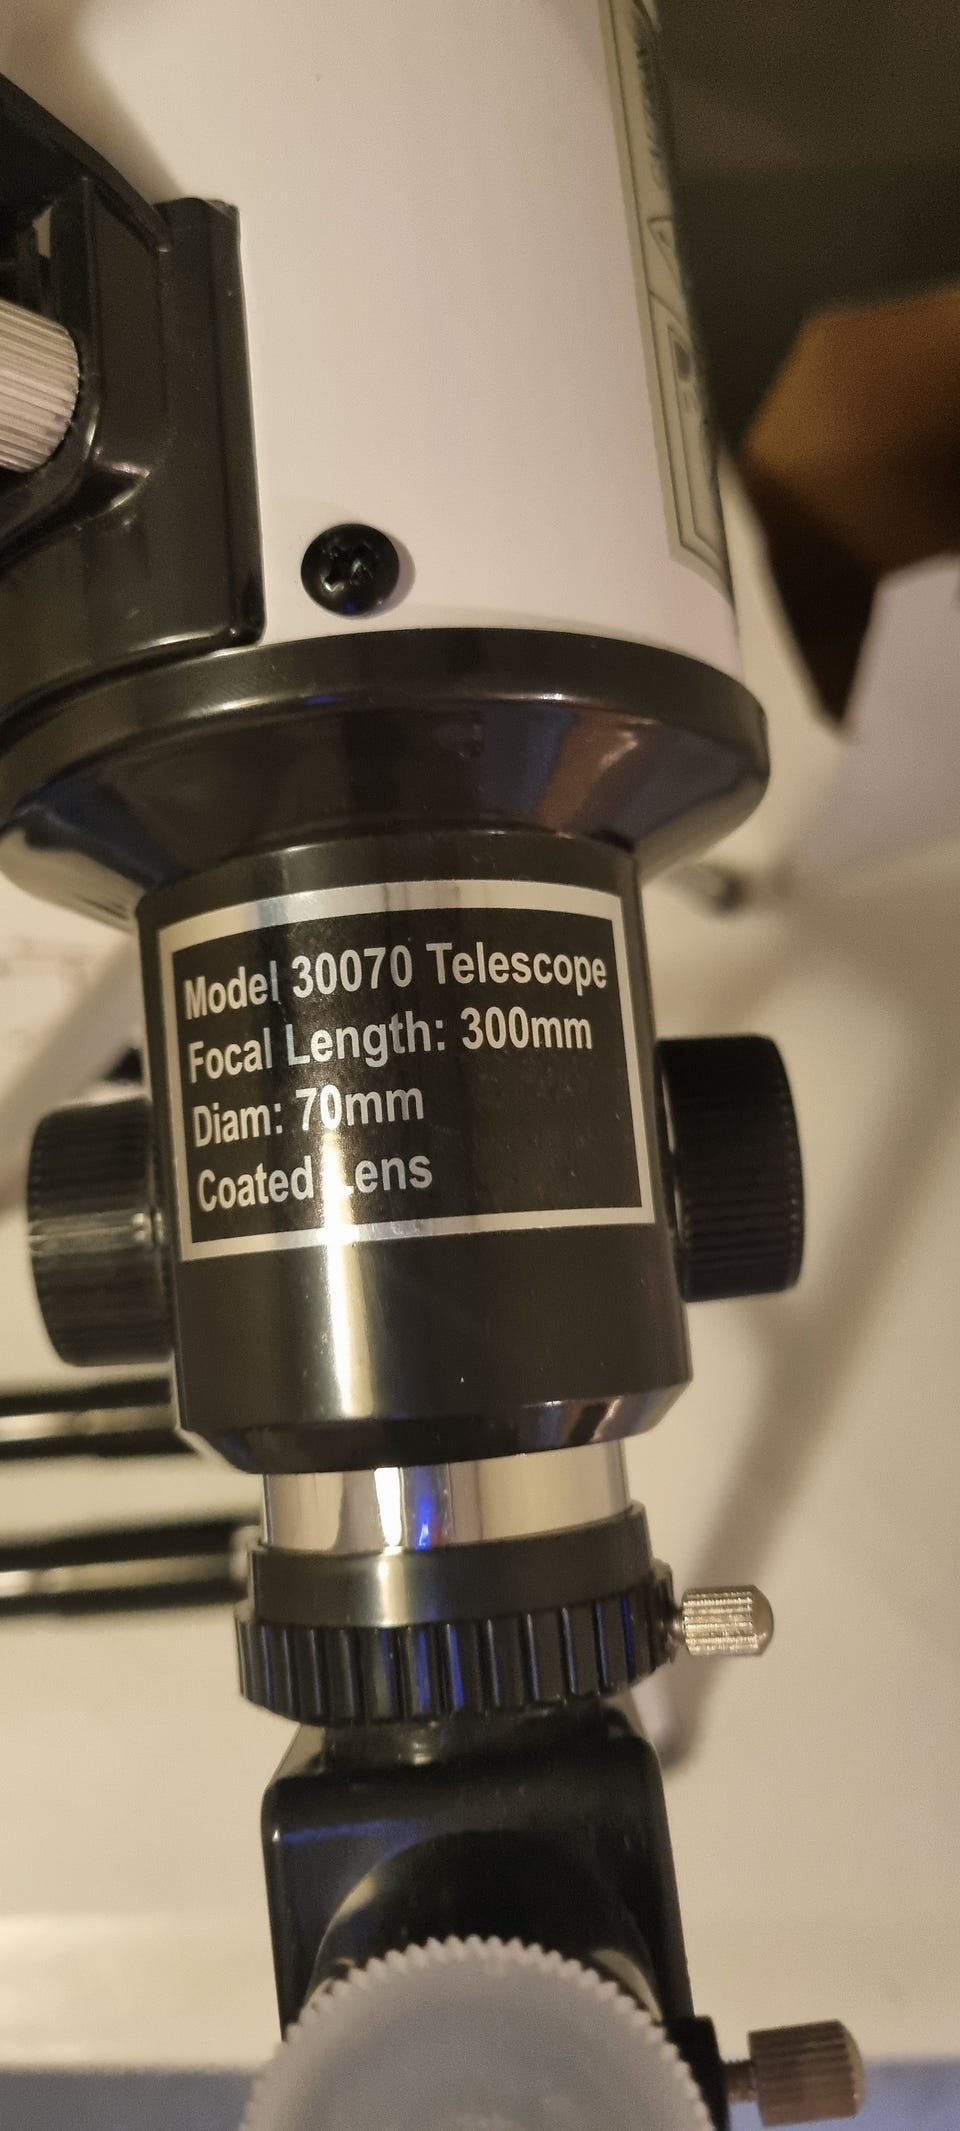 Model 30070 Telescope
Focal Length: 300mm
Diam: 70mm
Coated Lens